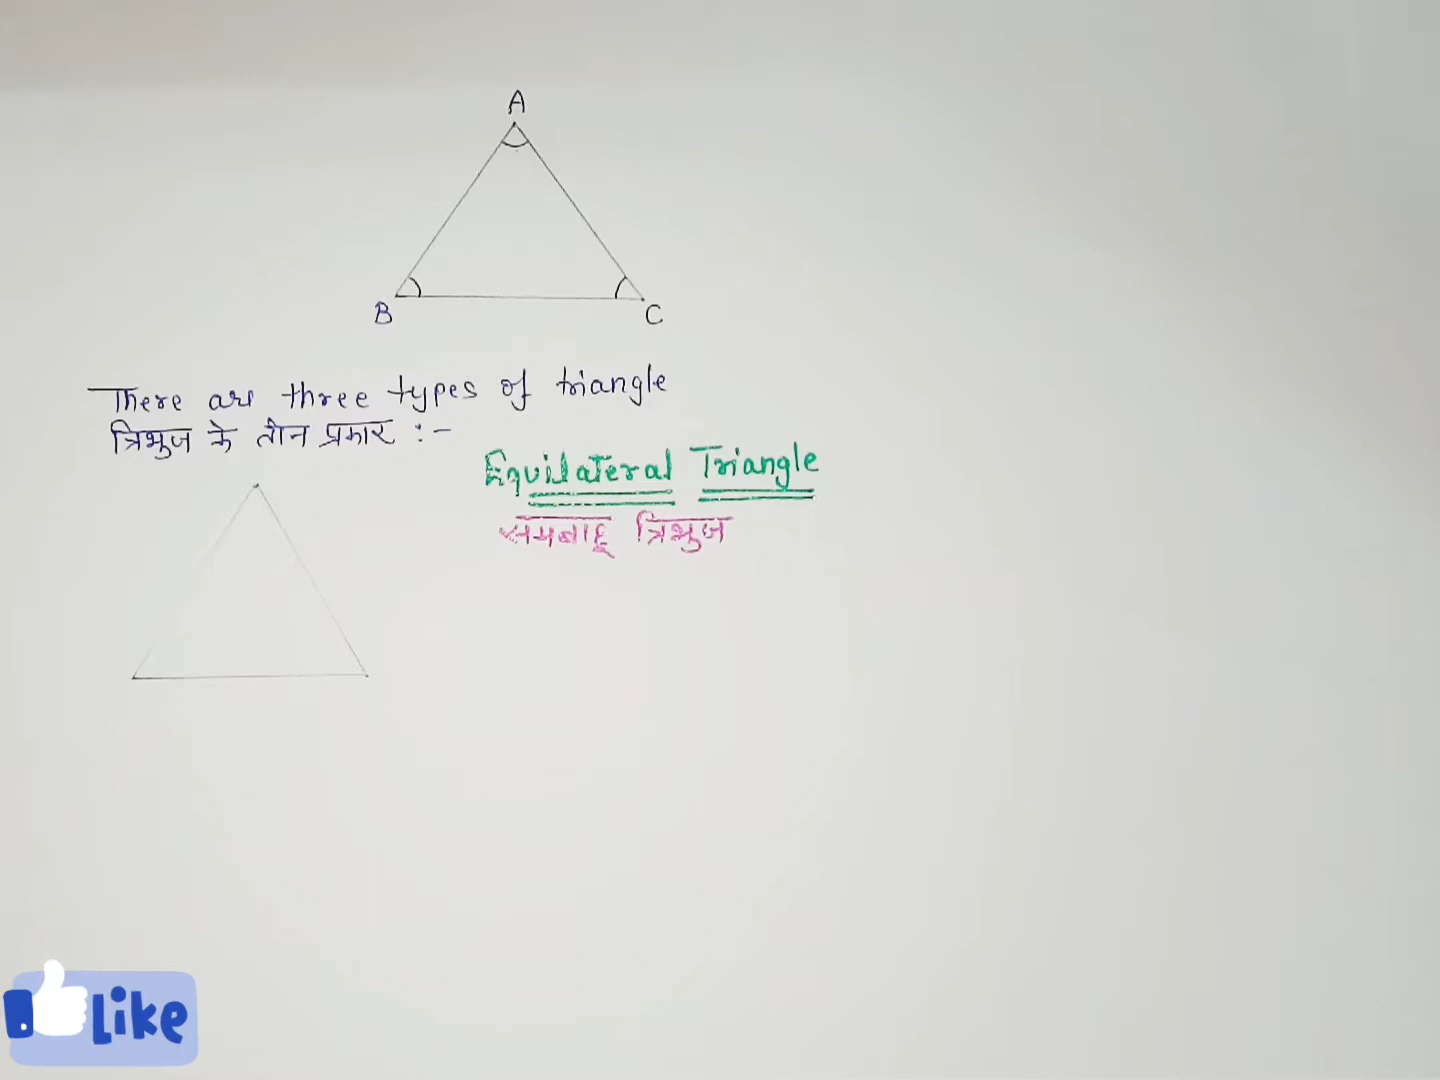 A
B
C
There are three types of triangle
त्रिभुज के तीन प्रकार :-
Equilateral Triangle
समबाहू त्रिभुज
Like